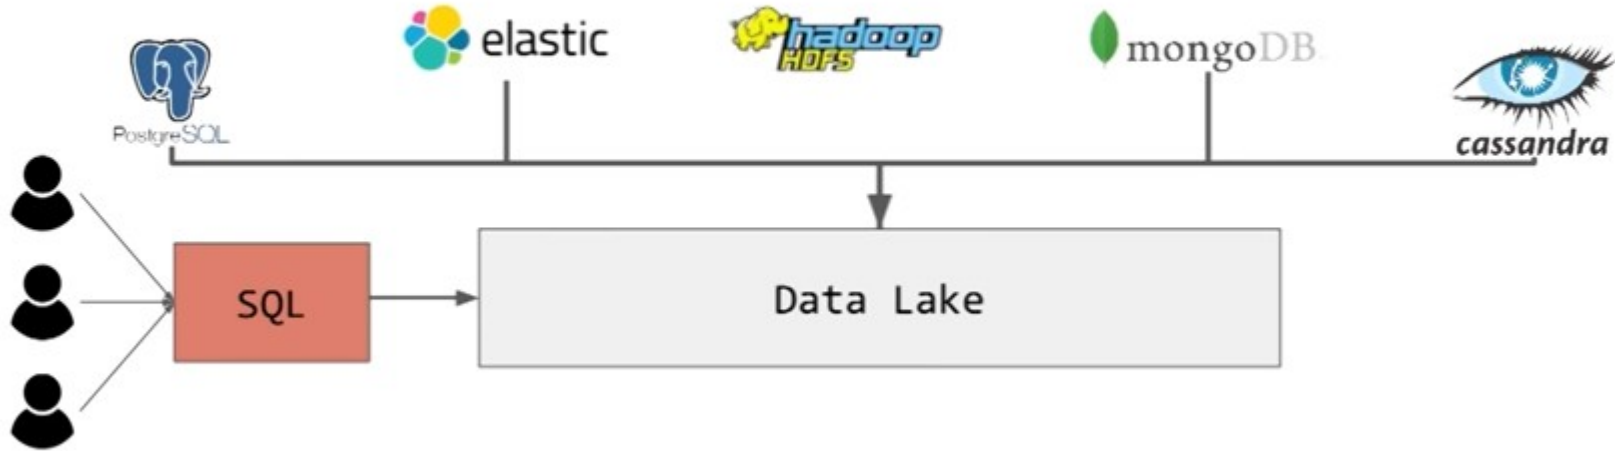 PostgreSQL
elastic
hadoop
HDFS
mongoDB
cassandra
SQL
Data Lake